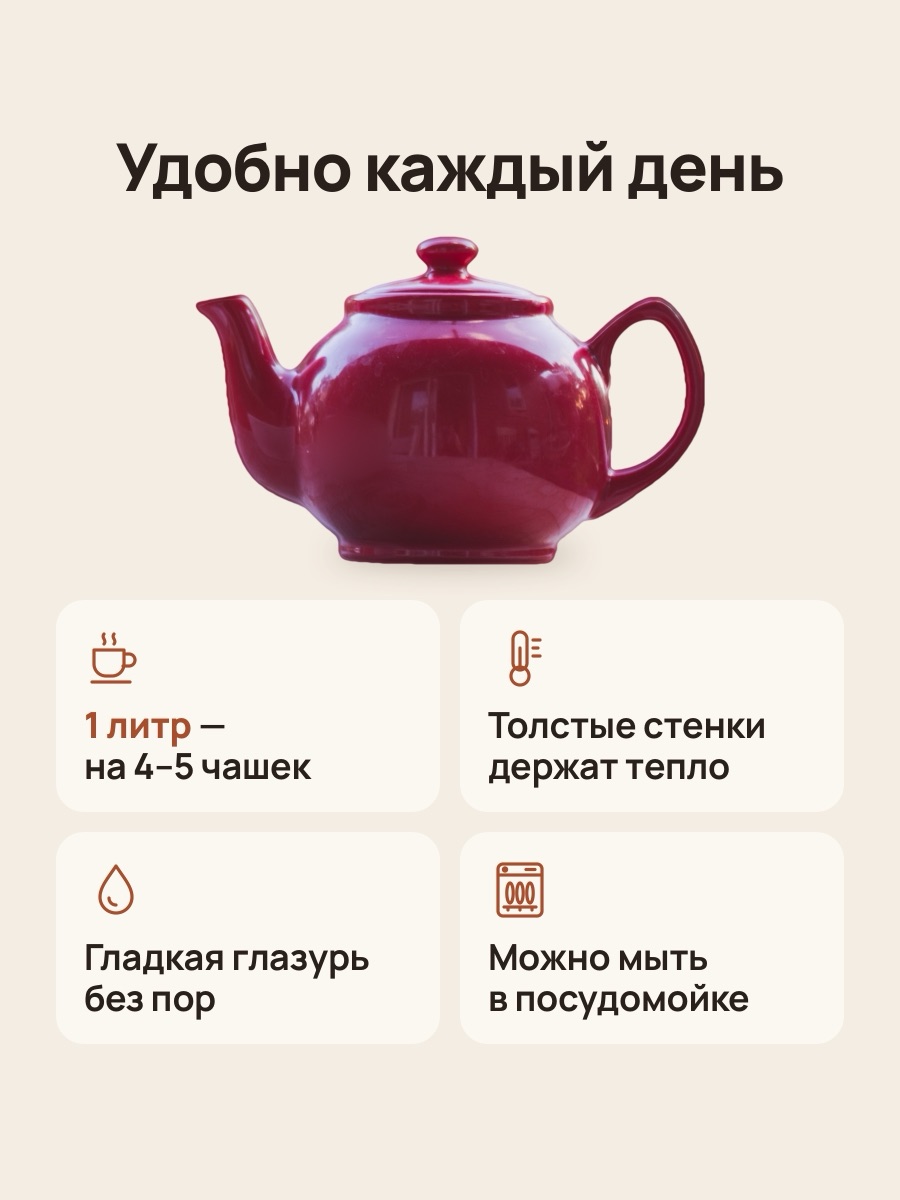 Удобно каждый день
1 литр —
на 4–5 чашек
Толстые стенки
держат тепло
Гладкая глазурь
без пор
Можно мыть
в посудомойке